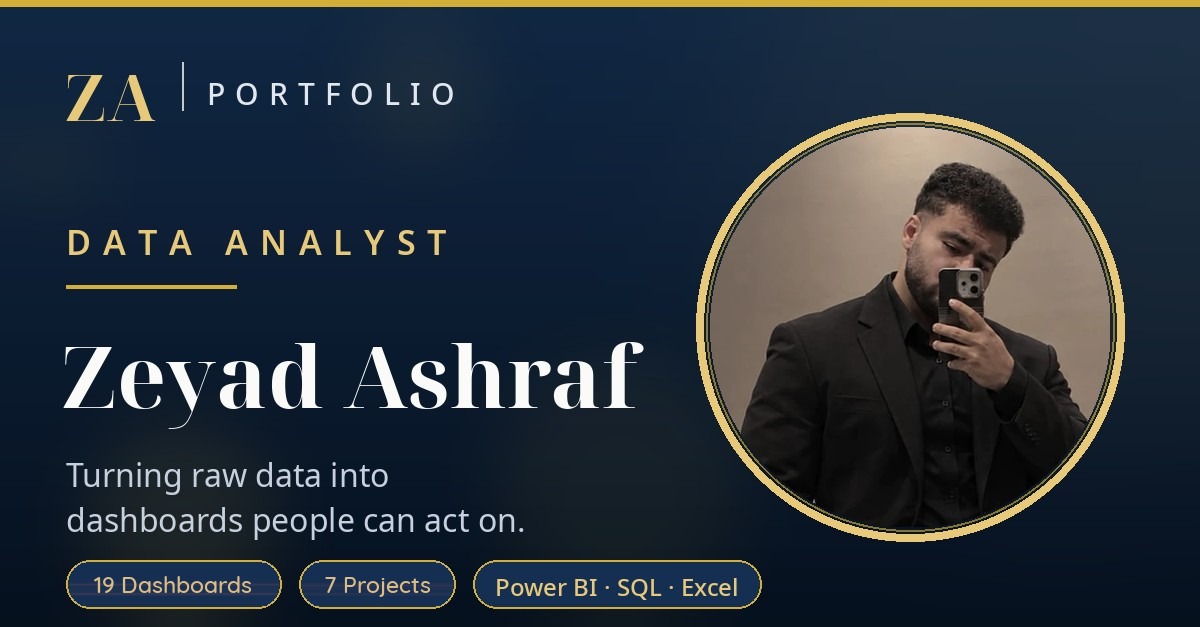 ZA | PORTFOLIO
DATA ANALYST
Zeyad Ashraf
Turning raw data into
dashboards people can act on.
19 Dashboards
7 Projects
Power BI · SQL · Excel